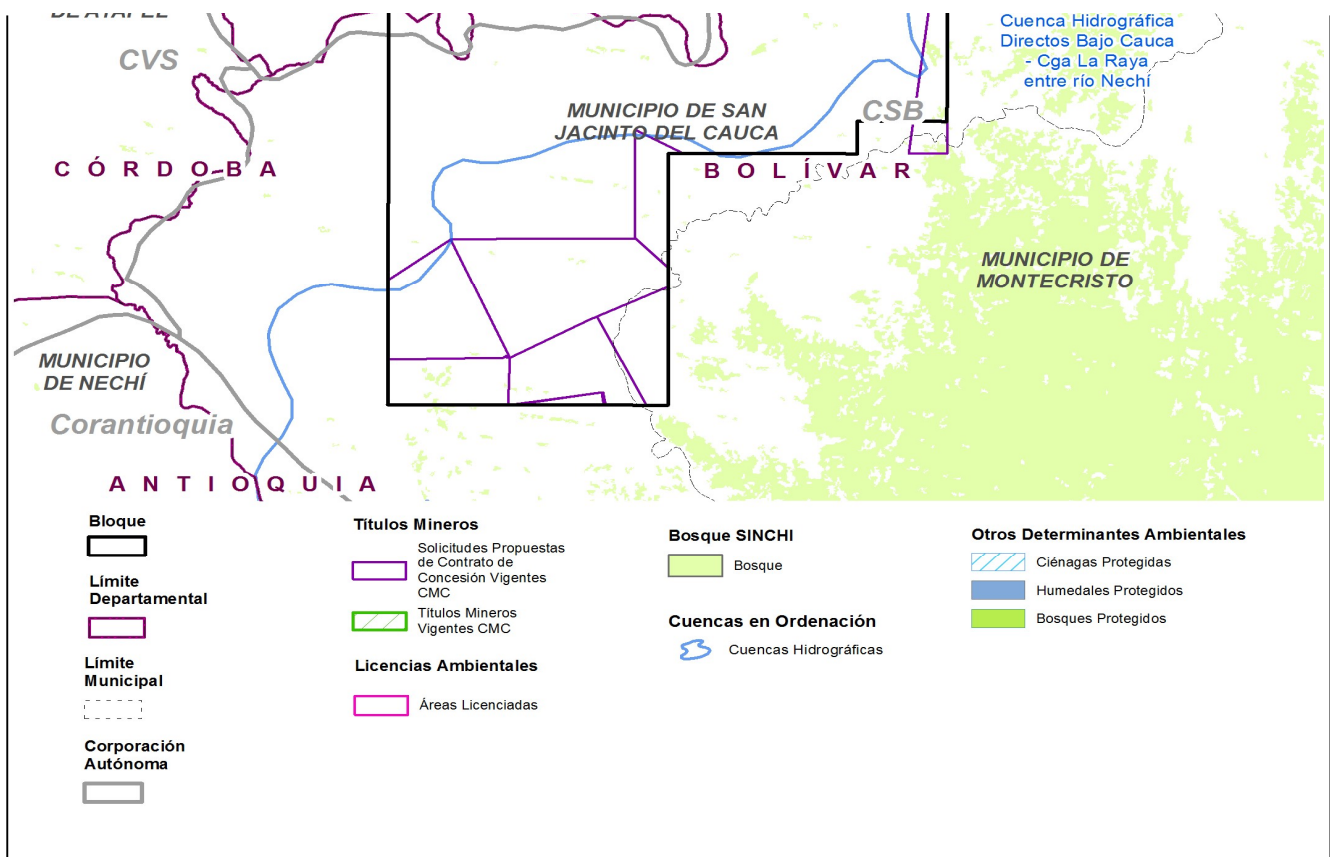 CVS
Cuenca Hidrográfica
Directos Bajo Cauca
- Cga La Raya
entre río Nechí
MUNICIPIO DE SAN
JACINTO DEL CAUCA
CSB
CÓRDOBA
BOLÍVAR
MUNICIPIO DE
MONTECRISTO
MUNICIPIO
DE NECHÍ
Corantioquia
ANTIOQUIA
Bloque
Límite
Departamental
Límite
Municipal
Corporación
Autónoma
Títulos Mineros
Solicitudes Propuestas
de Contrato de
Concesión Vigentes
CMC
Títulos Mineros
Vigentes CMC
Licencias Ambientales
Áreas Licenciadas
Bosque SINCHI
Bosque
Cuencas en Ordenación
Cuencas Hidrográficas
Otros Determinantes Ambientales
Ciénagas Protegidas
Humedales Protegidos
Bosques Protegidos